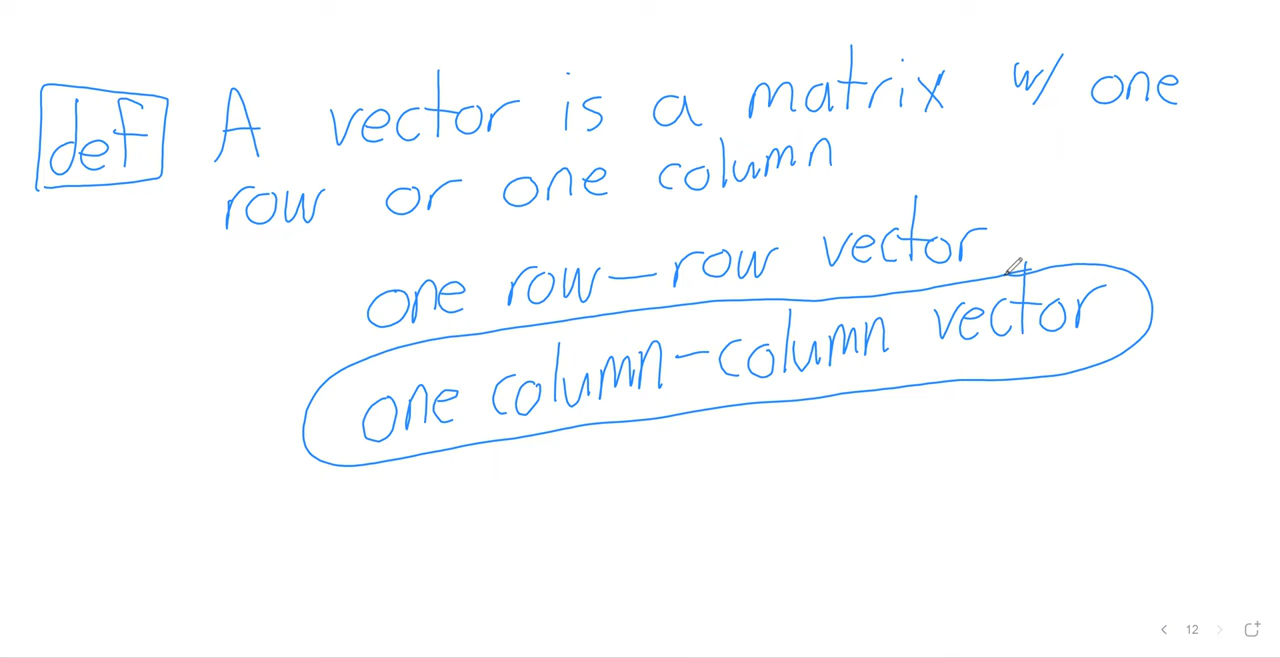 def A vector is a matrix w/ one
row or one column
one row—row vector
one column—column vector
12